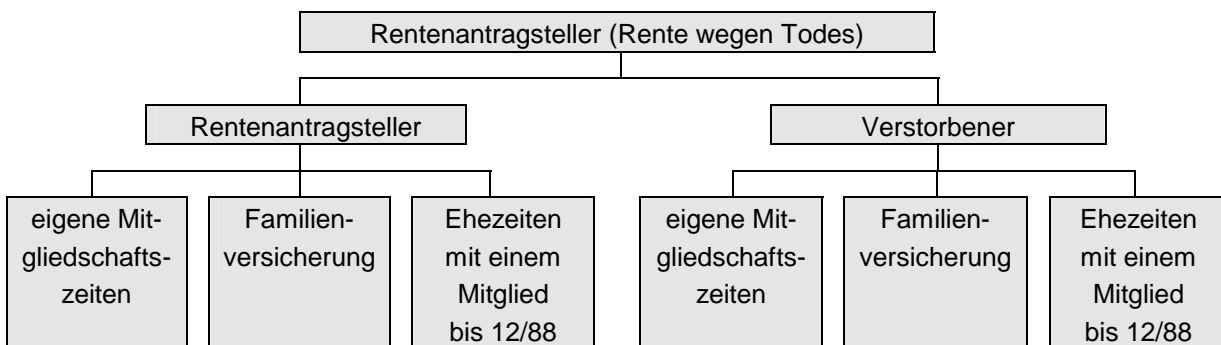 Rentenantragsteller (Rente wegen Todes)
Rentenantragsteller
Verstorbener
eigene Mit-
gliedschafts-
zeiten
Familien-
versicherung
Ehezeiten
mit einem
Mitglied
bis 12/88
eigene Mit-
gliedschafts-
zeiten
Familien-
versicherung
Ehezeiten
mit einem
Mitglied
bis 12/88